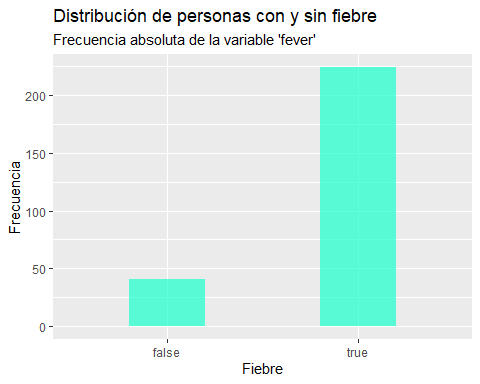 Distribución de personas con y sin fiebre
Frecuencia absoluta de la variable 'fever'
Frecuencia
200
150
100
50
0
false
true
Fiebre